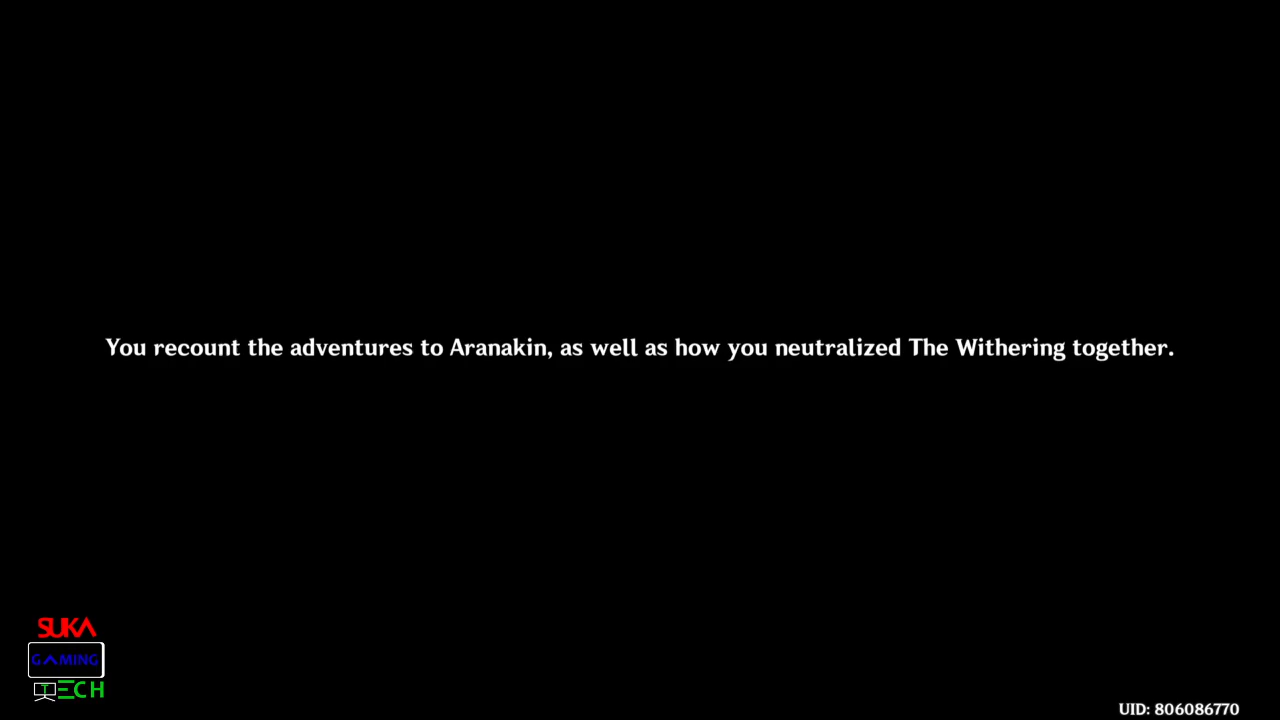 You recount the adventures to Aranakin, as well as how you neutralized The Withering together.
SUKA
GAMING
TECH
UID: 806086770